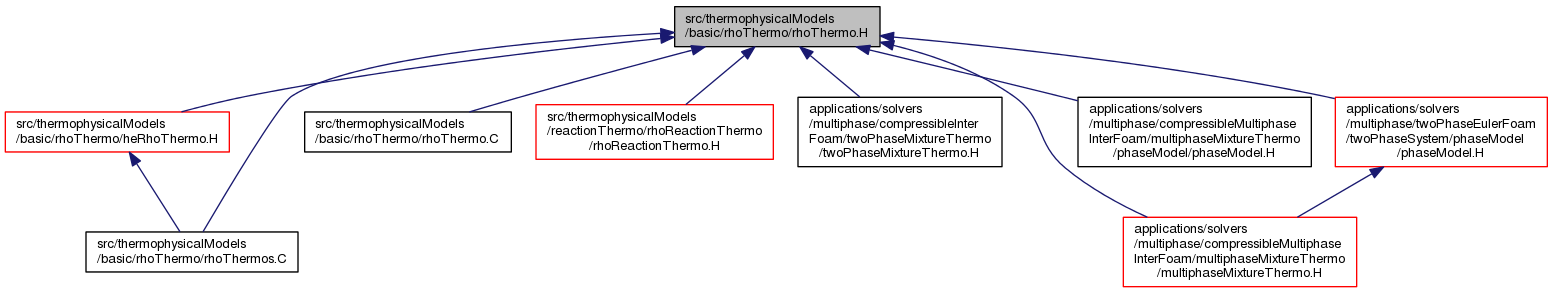 src/thermophysicalModels
/basic/rhoThermo/rhoThermo.H
src/thermophysicalModels
/basic/rhoThermo/heRhoThermo.H
src/thermophysicalModels
/basic/rhoThermo/rhoThermo.C
src/thermophysicalModels
/reactionThermo/rhoReactionThermo
/rhoReactionThermo.H
applications/solvers
/multiphase/compressibleInter
Foam/twoPhaseMixtureThermo
/twoPhaseMixtureThermo.H
applications/solvers
/multiphase/compressibleMultiphase
InterFoam/multiphaseMixtureThermo
/phaseModel/phaseModel.H
applications/solvers
/multiphase/twoPhaseEulerFoam
/twoPhaseSystem/phaseModel
/phaseModel.H
src/thermophysicalModels
/basic/rhoThermo/rhoThermos.C
applications/solvers
/multiphase/compressibleMultiphase
InterFoam/multiphaseMixtureThermo
/multiphaseMixtureThermo.H